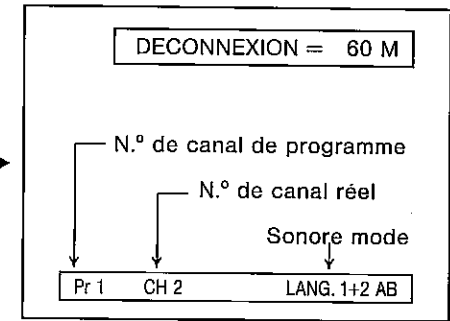 DECONNEXION = 60 M
N.º de canal de programme
N.º de canal réel
Sonore mode
Pr 1 CH 2 LANG. 1+2 AB